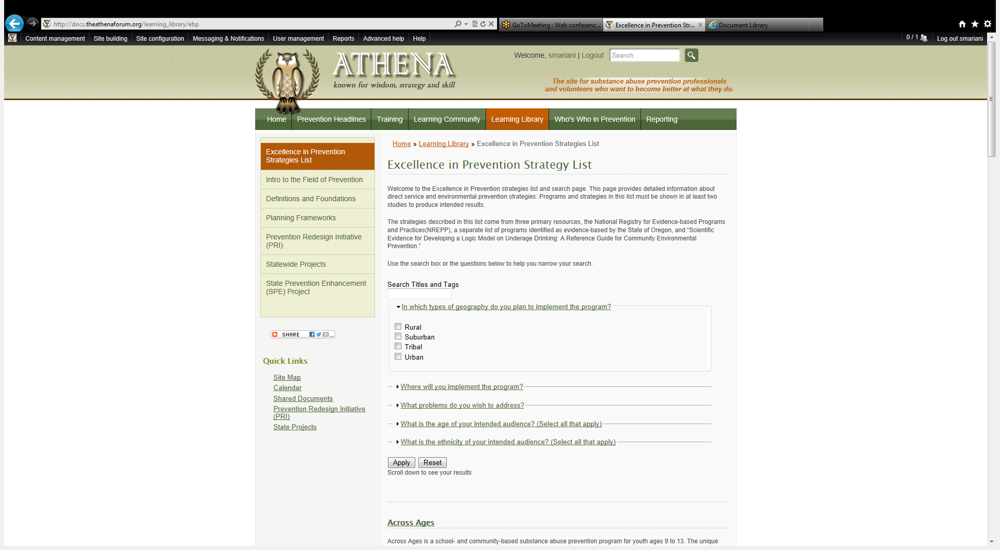 http://docs.theathenaforum.org/learning_library/ebp
GoToMeeting : Web conferenc...
Excellence in Prevention Str...
Document Library
Content management
Site building
Site configuration
Messaging & Notifications
User management
Reports
Advanced help
Help
0 / 1
Log out smariani
ATHENA
known for wisdom, strategy and skill
Welcome, smariani | Logout
Search...
The site for substance abuse prevention professionals
and volunteers who want to become better at what they do.
Home
Prevention Headlines
Training
Learning Community
Learning Library
Who's Who in Prevention
Reporting
Excellence in Prevention
Strategies List
Intro to the Field of Prevention
Definitions and Foundations
Planning Frameworks
Prevention Redesign Initiative
(PRI)
Statewide Projects
State Prevention Enhancement
(SPE) Project
SHARE
...
Quick Links
Site Map
Calendar
Shared Documents
Prevention Redesign Initiative
(PRI)
State Projects
Home » Learning Library » Excellence in Prevention Strategies List
Excellence in Prevention Strategy List
Welcome to the Excellence in Prevention strategies list and search page. This page provides detailed information about
direct service and environmental prevention strategies. Programs and strategies in this list must be shown in at least two
studies to produce intended results.
The strategies described in this list come from three primary resources, the National Registry for Evidence-based Programs
and Practices(NREPP), a separate list of programs identified as evidence-based by the State of Oregon, and “Scientific
Evidence for Developing a Logic Model on Underage Drinking: A Reference Guide for Community Environmental
Prevention.”
Use the search box or the questions below to help you narrow your search.
Search Titles and Tags
In which types of geography do you plan to implement the program?
Rural
Suburban
Tribal
Urban
Where will you implement the program?
What problems do you wish to address?
What is the age of your intended audience? (Select all that apply)
What is the ethnicity of your intended audience? (Select all that apply)
Apply
Reset
Scroll down to see your results
Across Ages
Across Ages is a school- and community-based substance abuse prevention program for youth ages 9 to 13. The unique